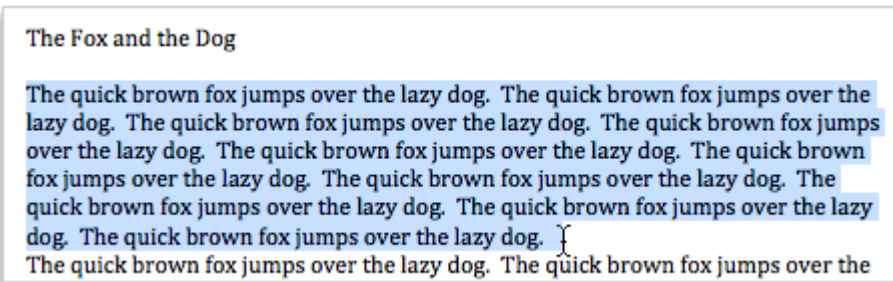 The Fox and the Dog
The quick brown fox jumps over the lazy dog.  The quick brown fox jumps over the
lazy dog.  The quick brown fox jumps over the lazy dog.  The quick brown fox jumps
over the lazy dog.  The quick brown fox jumps over the lazy dog.  The quick brown
fox jumps over the lazy dog.  The quick brown fox jumps over the lazy dog.  The
quick brown fox jumps over the lazy dog.  The quick brown fox jumps over the lazy
dog.  The quick brown fox jumps over the lazy dog.
The quick brown fox jumps over the lazy dog.  The quick brown fox jumps over the